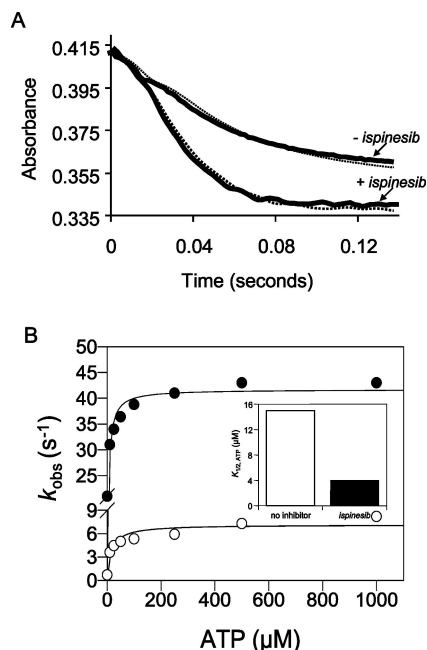 A
0.415
0.395
0.375
0.355
0.335
Absorbance
- ispinesib
+ ispinesib
0
0.04
0.08
0.12
Time (seconds)
B
50
45
40
35
30
25
9
6
3
0
kobs (s-1)
16
12
8
4
0
K1/2, ATP (µM)
no inhibitor
ispinesib
0
200
400
600
800
1000
ATP (µM)